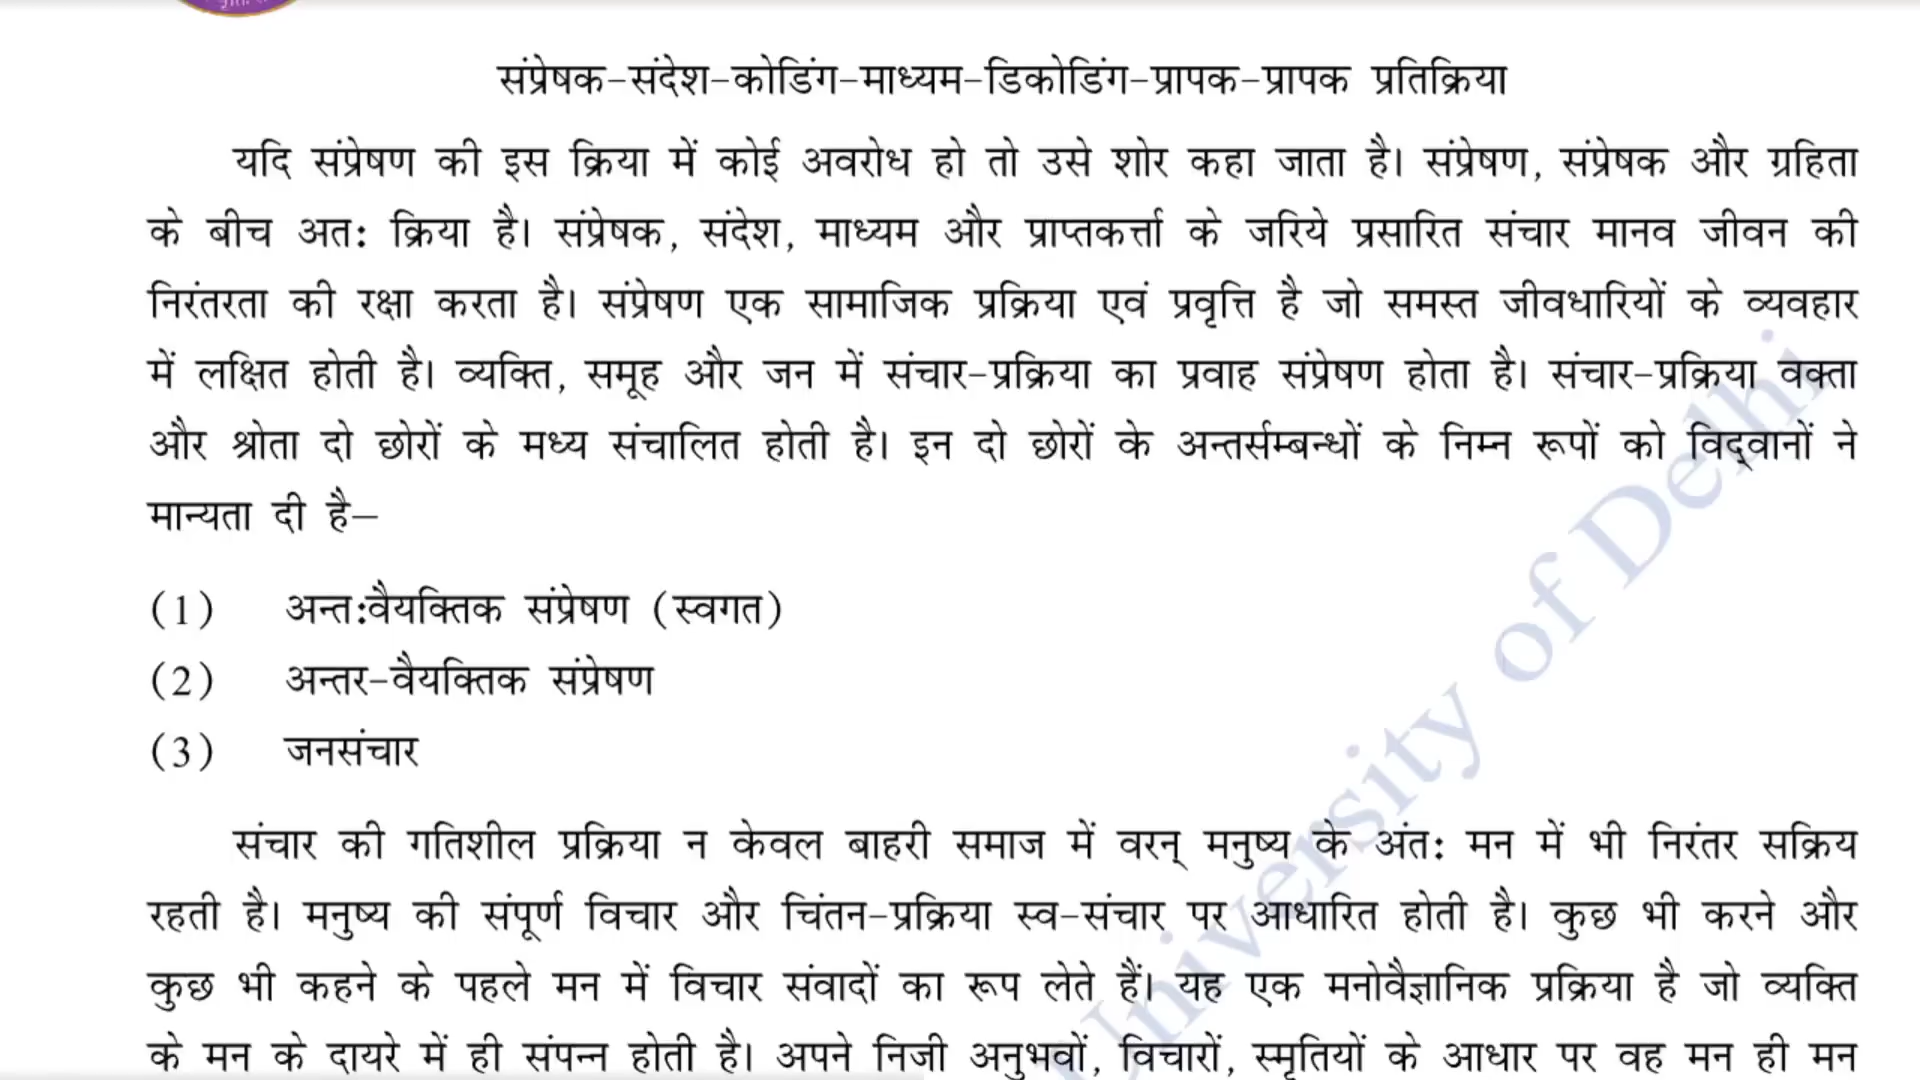 संप्रेषक-संदेश-कोडिंग-माध्यम-डिकोडिंग-प्रापक-प्रापक प्रतिक्रिया
यदि संप्रेषण की इस क्रिया में कोई अवरोध हो तो उसे शोर कहा जाता है। संप्रेषण, संप्रेषक और ग्रहिता
के बीच अतः क्रिया है। संप्रेषक, संदेश, माध्यम और प्राप्तकर्त्ता के जरिये प्रसारित संचार मानव जीवन की
निरंतरता की रक्षा करता है। संप्रेषण एक सामाजिक प्रक्रिया एवं प्रवृत्ति है जो समस्त जीवधारियों के व्यवहार
में लक्षित होती है। व्यक्ति, समूह और जन में संचार-प्रक्रिया का प्रवाह संप्रेषण होता है। संचार-प्रक्रिया वक्ता
और श्रोता दो छोरों के मध्य संचालित होती है। इन दो छोरों के अन्तर्सम्बन्धों के निम्न रूपों को विद्‌वानों ने
मान्यता दी है—
(1) अन्तःवैयक्तिक संप्रेषण (स्वगत)
(2) अन्तर-वैयक्तिक संप्रेषण
(3) जनसंचार
संचार की गतिशील प्रक्रिया न केवल बाहरी समाज में वरन् मनुष्य के अंतः मन में भी निरंतर सक्रिय
रहती है। मनुष्य की संपूर्ण विचार और चिंतन-प्रक्रिया स्व-संचार पर आधारित होती है। कुछ भी करने और
कुछ भी कहने के पहले मन में विचार संवादों का रूप लेते हैं। यह एक मनोवैज्ञानिक प्रक्रिया है जो व्यक्ति
के मन के दायरे में ही संपन्न होती है। अपने निजी अनुभवों, विचारों, स्मृतियों के आधार पर वह मन ही मन
University of Delhi